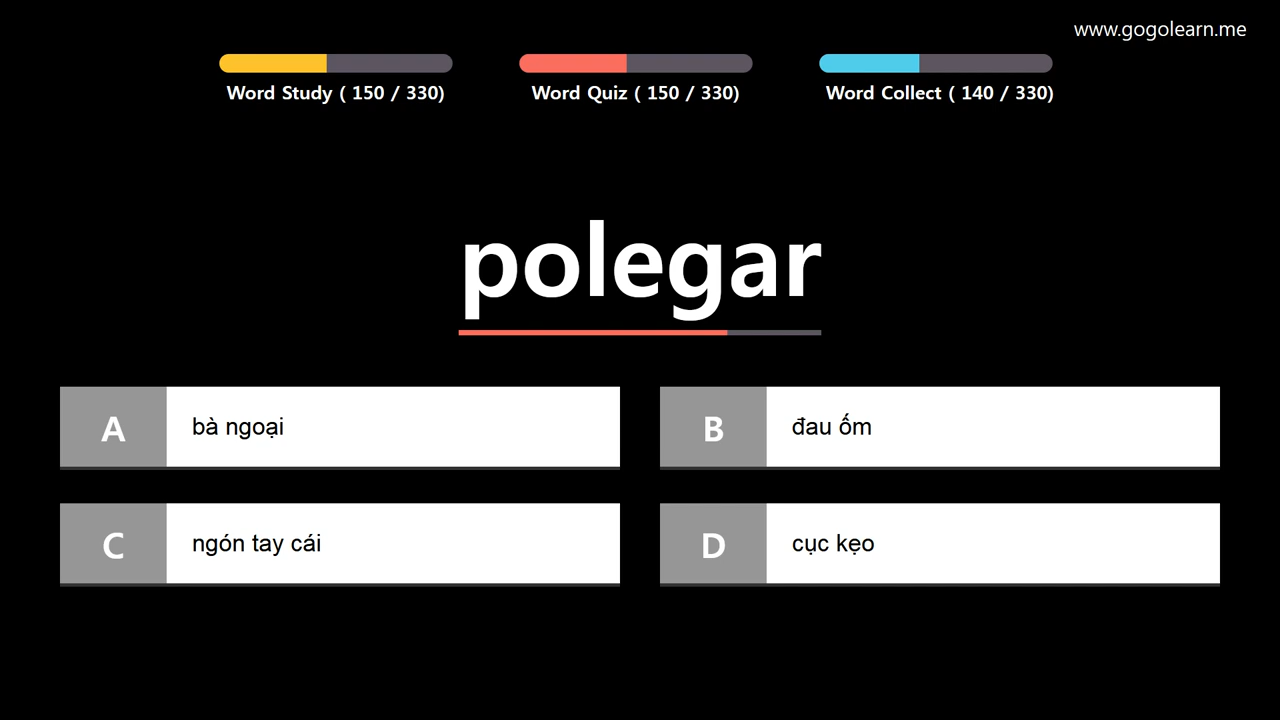 www.gogolearn.me
Word Study ( 150 / 330)
Word Quiz ( 150 / 330)
Word Collect ( 140 / 330)
polegar
A bà ngoại
B đau ốm
C ngón tay cái
D cục kẹo